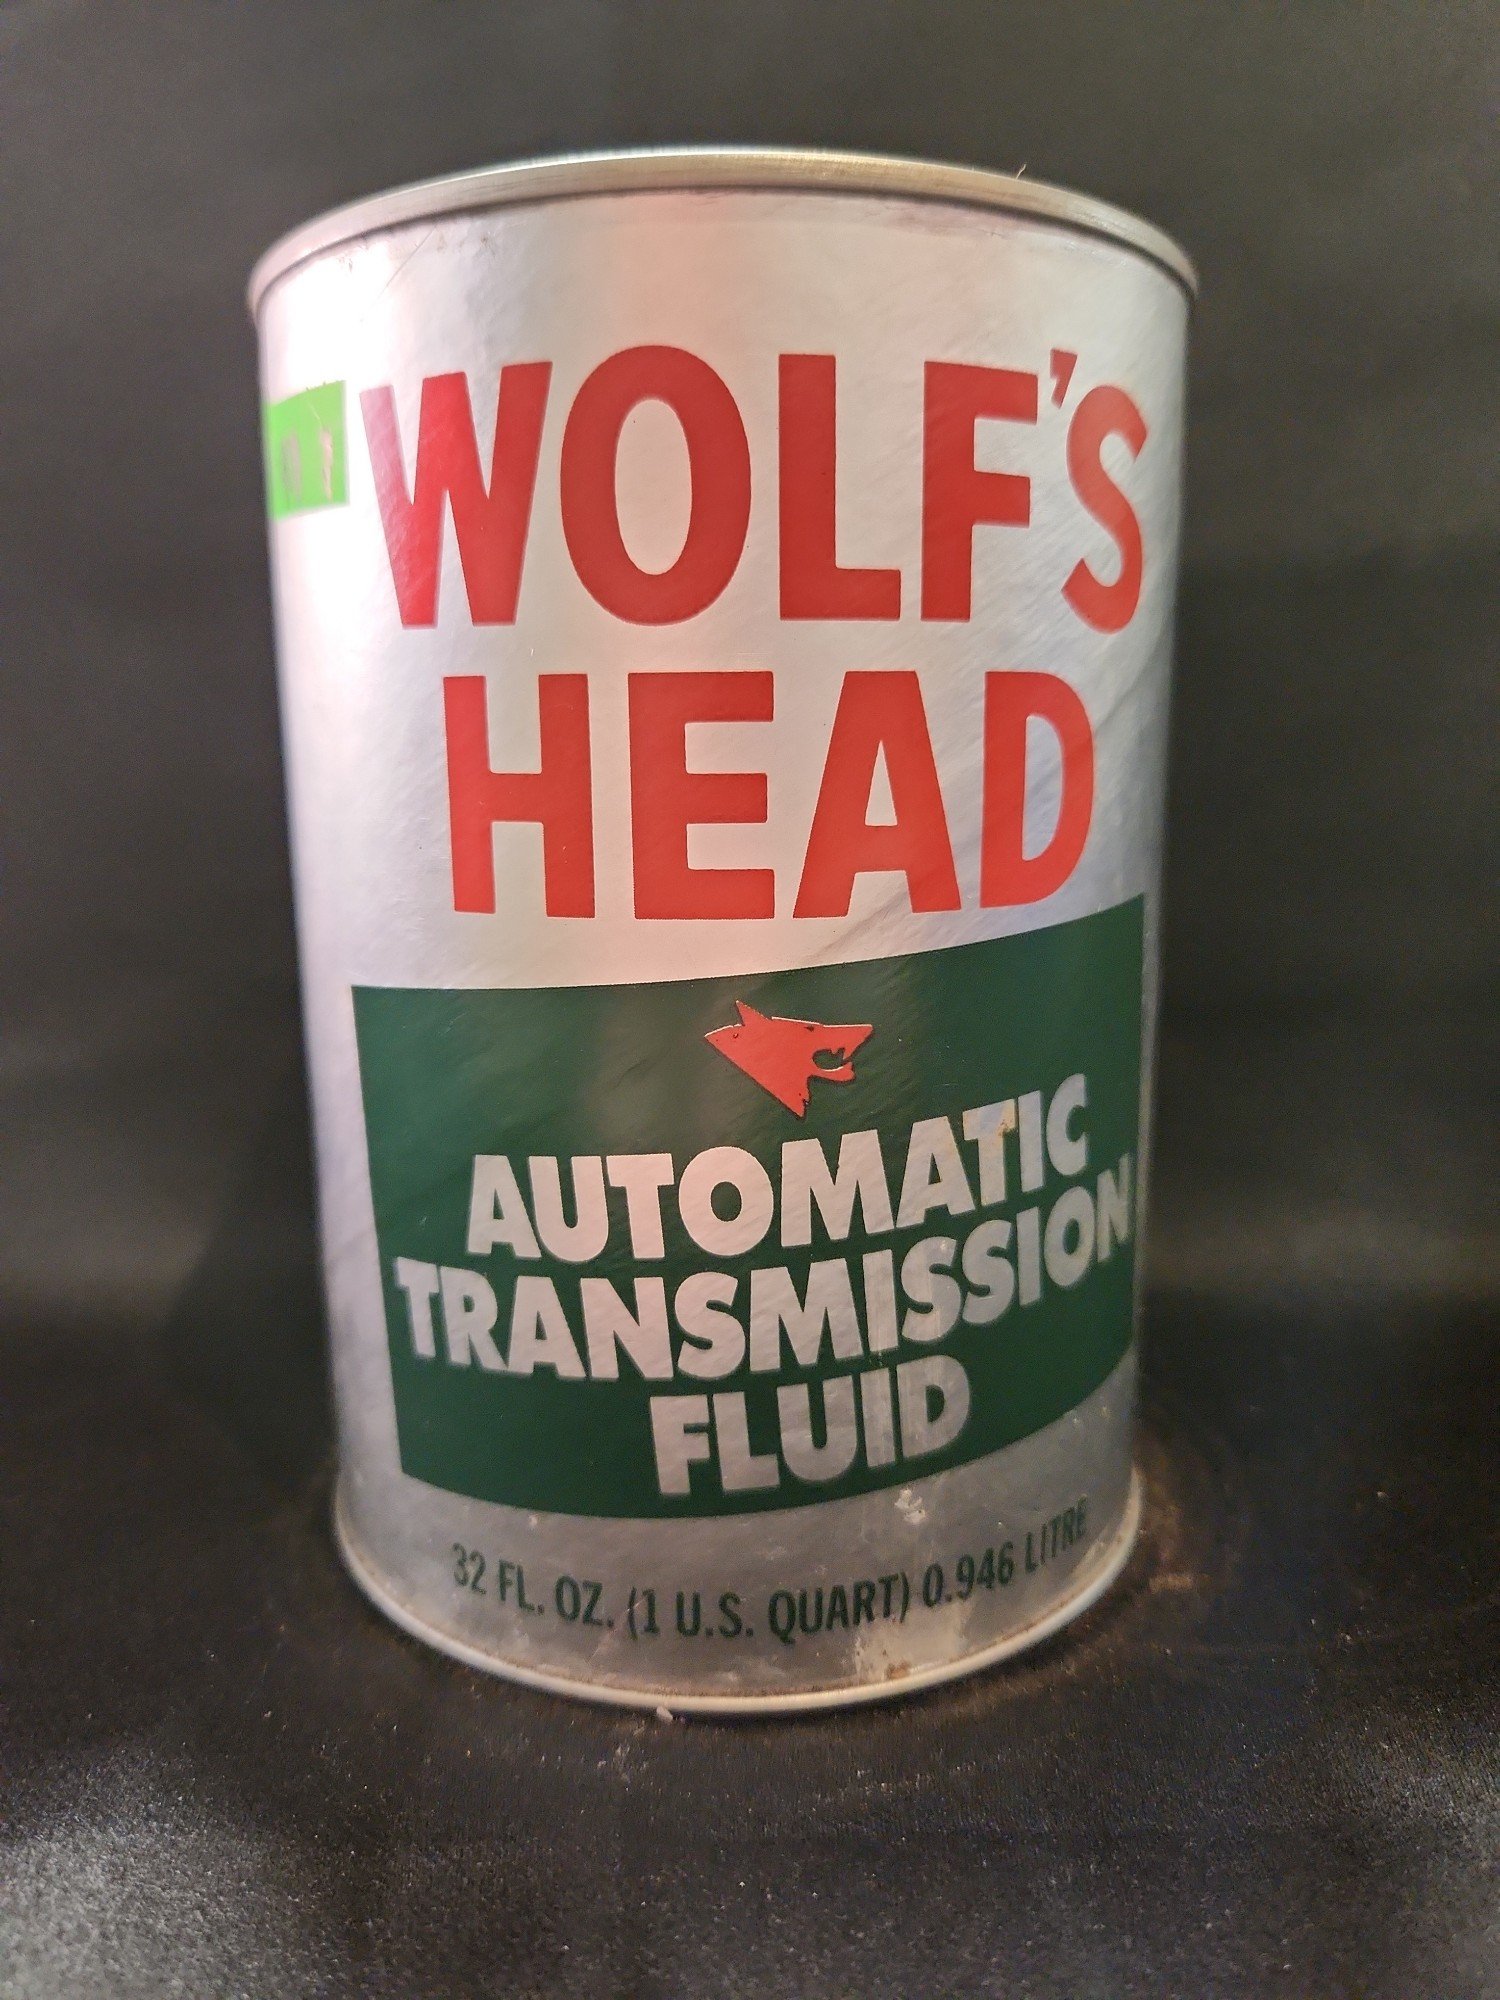 WOLF'S
HEAD
AUTOMATIC
TRANSMISSION
FLUID
32 FL. OZ. (1 U.S. QUART) 0.946 LITRE